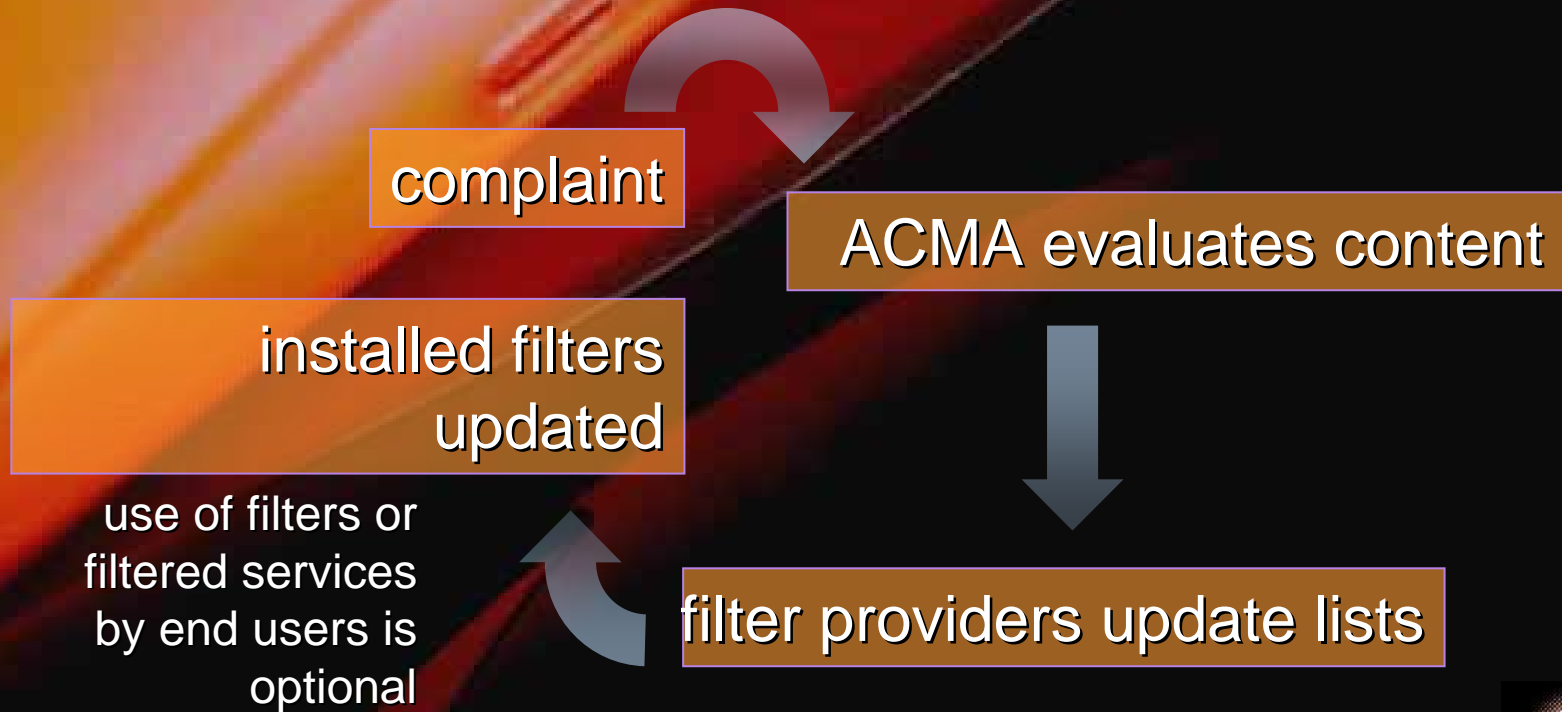 complaint
ACMA evaluates content
installed filters
updated
use of filters or
filtered services
by end users is
optional
filter providers update lists